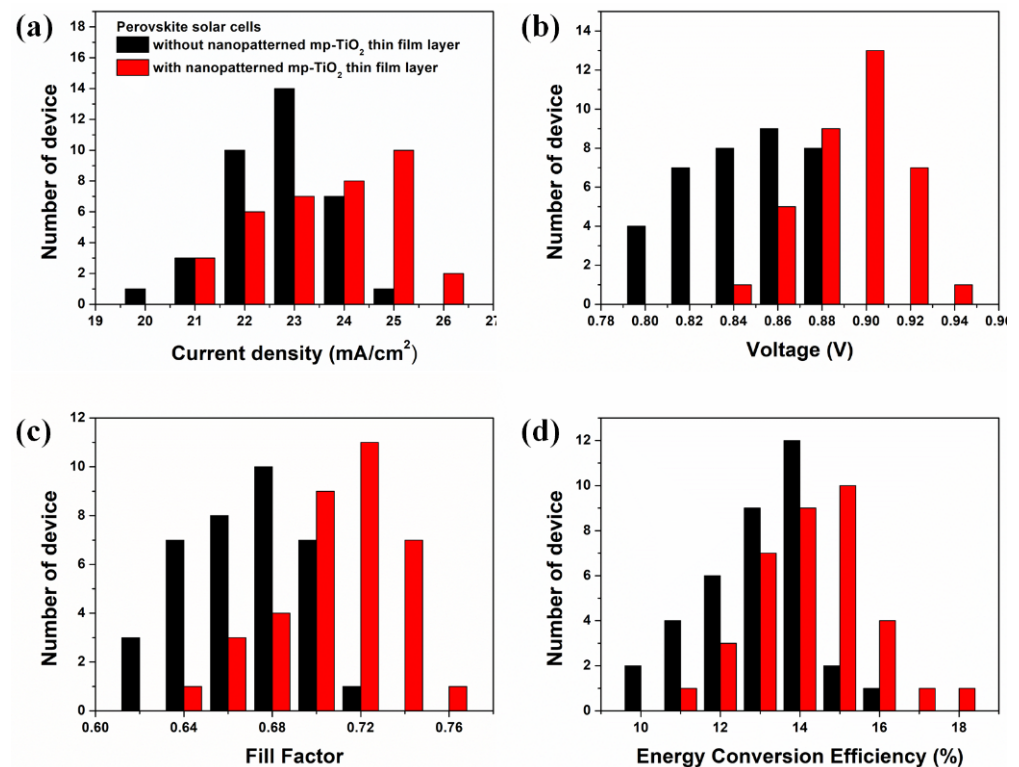 (a)
Perovskite solar cells
without nanopatterned mp-TiO₂ thin film layer
with nanopatterned mp-TiO₂ thin film layer
18
16
14
12
10
8
6
4
2
0
Number of device
19 20 21 22 23 24 25 26 27
Current density (mA/cm²)
(b)
14
12
10
8
6
4
2
0
Number of device
0.78 0.80 0.82 0.84 0.86 0.88 0.90 0.92 0.94
Voltage (V)
(c)
12
10
8
6
4
2
0
Number of device
0.60 0.64 0.68 0.72 0.76
Fill Factor
(d)
12
10
8
6
4
2
0
Number of device
10 12 14 16 18
Energy Conversion Efficiency (%)